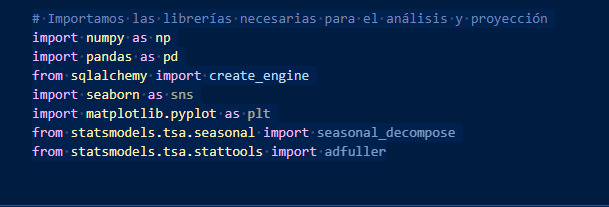 # Importamos las librerías necesarias para el análisis y proyección
import numpy as np
import pandas as pd
from sqlalchemy import create_engine
import seaborn as sns
import matplotlib.pyplot as plt
from statsmodels.tsa.seasonal import seasonal_decompose
from statsmodels.tsa.stattools import adfuller